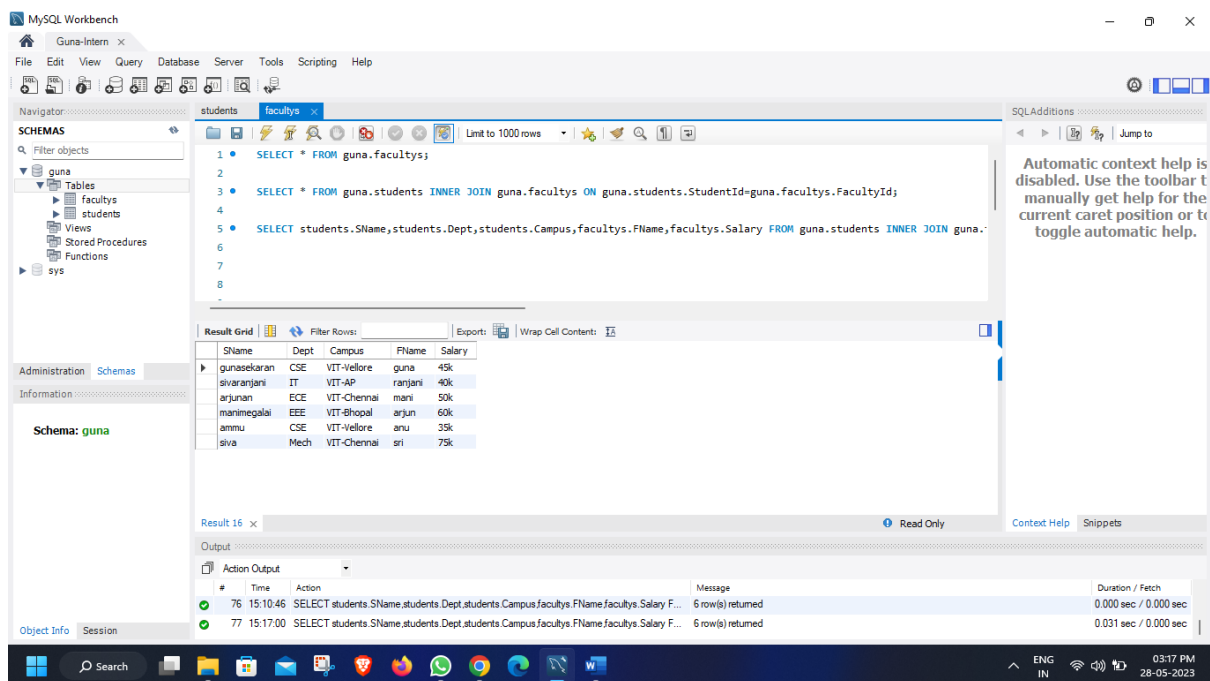 MySQL Workbench
Guna-Intern
File Edit View Query Database Server Tools Scripting Help
Navigator
SCHEMAS
Filter objects
guna
Tables
facultys
students
Views
Stored Procedures
Functions
sys
Administration Schemas
Information
Schema: guna
Object Info Session
students facultys
Limit to 1000 rows
1 SELECT * FROM guna.facultys;
2
3 SELECT * FROM guna.students INNER JOIN guna.facultys ON guna.students.StudentId=guna.facultys.FacultyId;
4
5 SELECT students.SName,students.Dept,students.Campus,facultys.FName,facultys.Salary FROM guna.students INNER JOIN guna.
6
7
8
Result Grid Filter Rows: Export: Wrap Cell Content:
SName Dept Campus FName Salary
gunasekaran CSE VIT-Vellore guna 45k
sivaranjani IT VIT-AP ranjani 40k
arjunan ECE VIT-Chennai mani 50k
manimegalai EEE VIT-Bhopal arjun 60k
ammu CSE VIT-Vellore anu 35k
siva Mech VIT-Chennai sri 75k
Result 16 Read Only
Output
Action Output
# Time Action Message Duration / Fetch
76 15:10:46 SELECT students.SName,students.Dept,students.Campus,facultys.FName,facultys.Salary F... 6 row(s) returned 0.000 sec / 0.000 sec
77 15:17:00 SELECT students.SName,students.Dept,students.Campus,facultys.FName,facultys.Salary F... 6 row(s) returned 0.031 sec / 0.000 sec
SQLAdditions
Jump to
Automatic context help is
disabled. Use the toolbar t
manually get help for the
current caret position or to
toggle automatic help.
Context Help Snippets
Search
ENG
IN
03:17 PM
28-05-2023